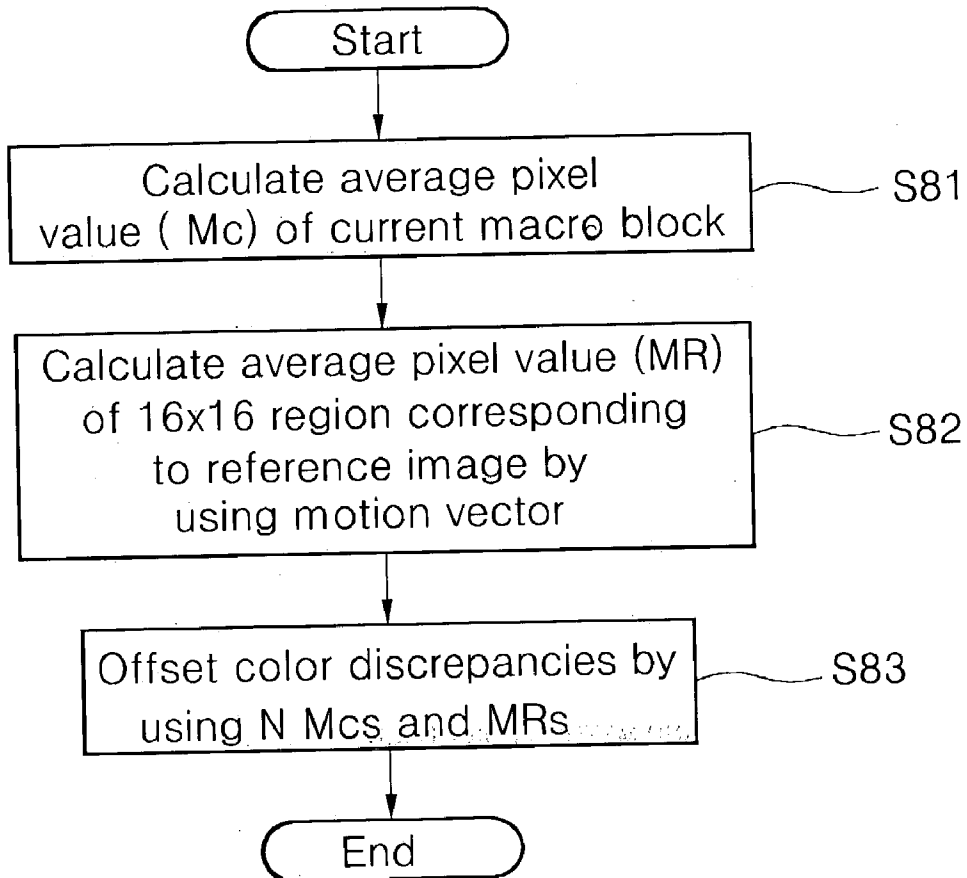 Start
Calculate average pixel
value ( Mc) of current macro block
S81
Calculate average pixel value (MR)
of 16x16 region corresponding
to reference image by
using motion vector
S82
Offset color discrepancies by
using N Mcs and MRs
S83
End